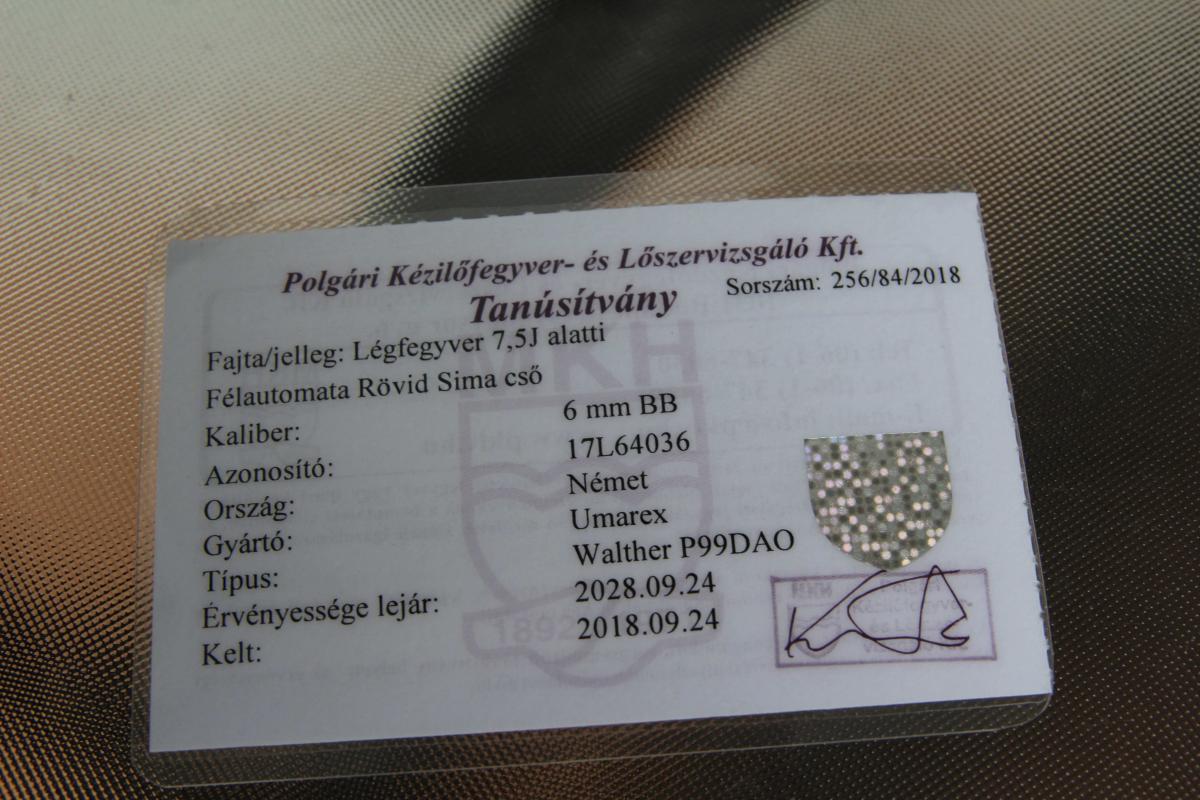 Polgári Kézilőfegyver- és Lőszervizsgáló Kft.
Tanúsítvány
Sorszám: 256/84/2018
Fajta/jelleg: Légfegyver 7,5J alatti
Félautomata Rövid Sima cső
Kaliber: 6 mm BB
Azonosító: 17L64036
Ország: Német
Gyártó: Umarex
Típus: Walther P99DAO
Érvényessége lejár: 2028.09.24
Kelt: 2018.09.24
MKH
1892